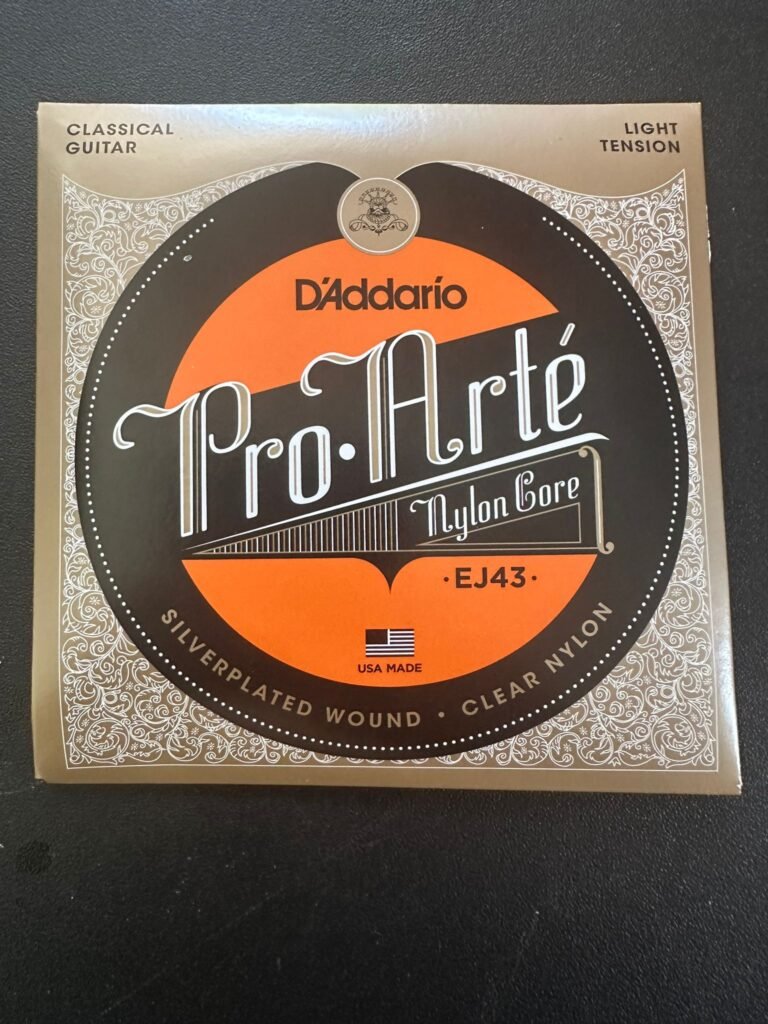 CLASSICAL
GUITAR
LIGHT
TENSION
D'Addario
Pro·Arté
Nylon Core
·EJ43·
USA MADE
SILVERPLATED WOUND · CLEAR NYLON